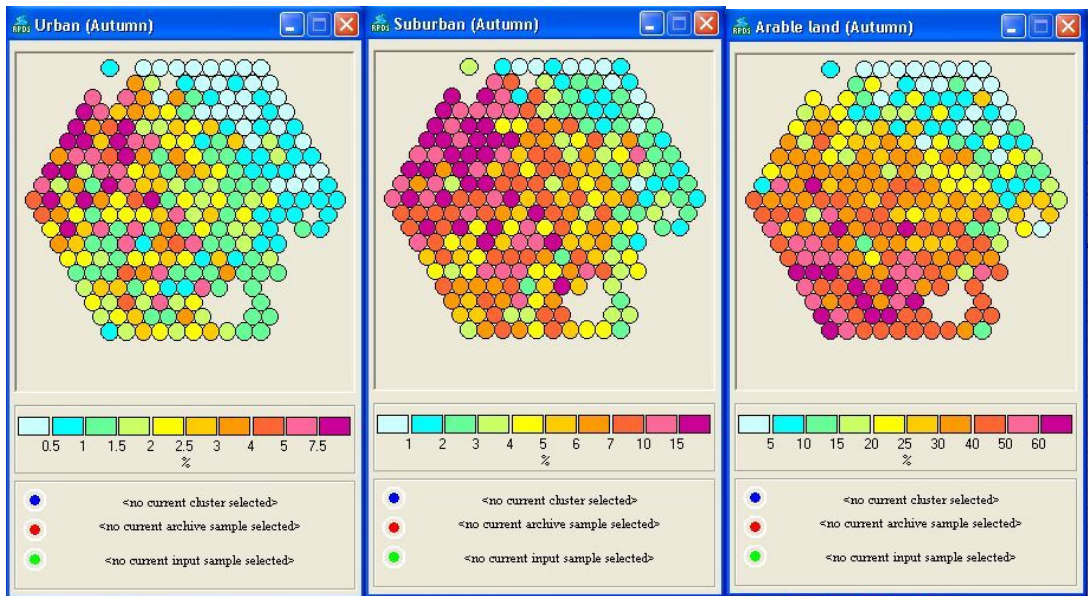 RPDS Urban (Autumn)
0.5 1 1.5 2 2.5 3 4 5 7.5
%
<no current cluster selected>
<no current archive sample selected>
<no current input sample selected>
RPDS Suburban (Autumn)
1 2 3 4 5 6 7 10 15
%
<no current cluster selected>
<no current archive sample selected>
<no current input sample selected>
RPDS Arable land (Autumn)
5 10 15 20 25 30 40 50 60
%
<no current cluster selected>
<no current archive sample selected>
<no current input sample selected>